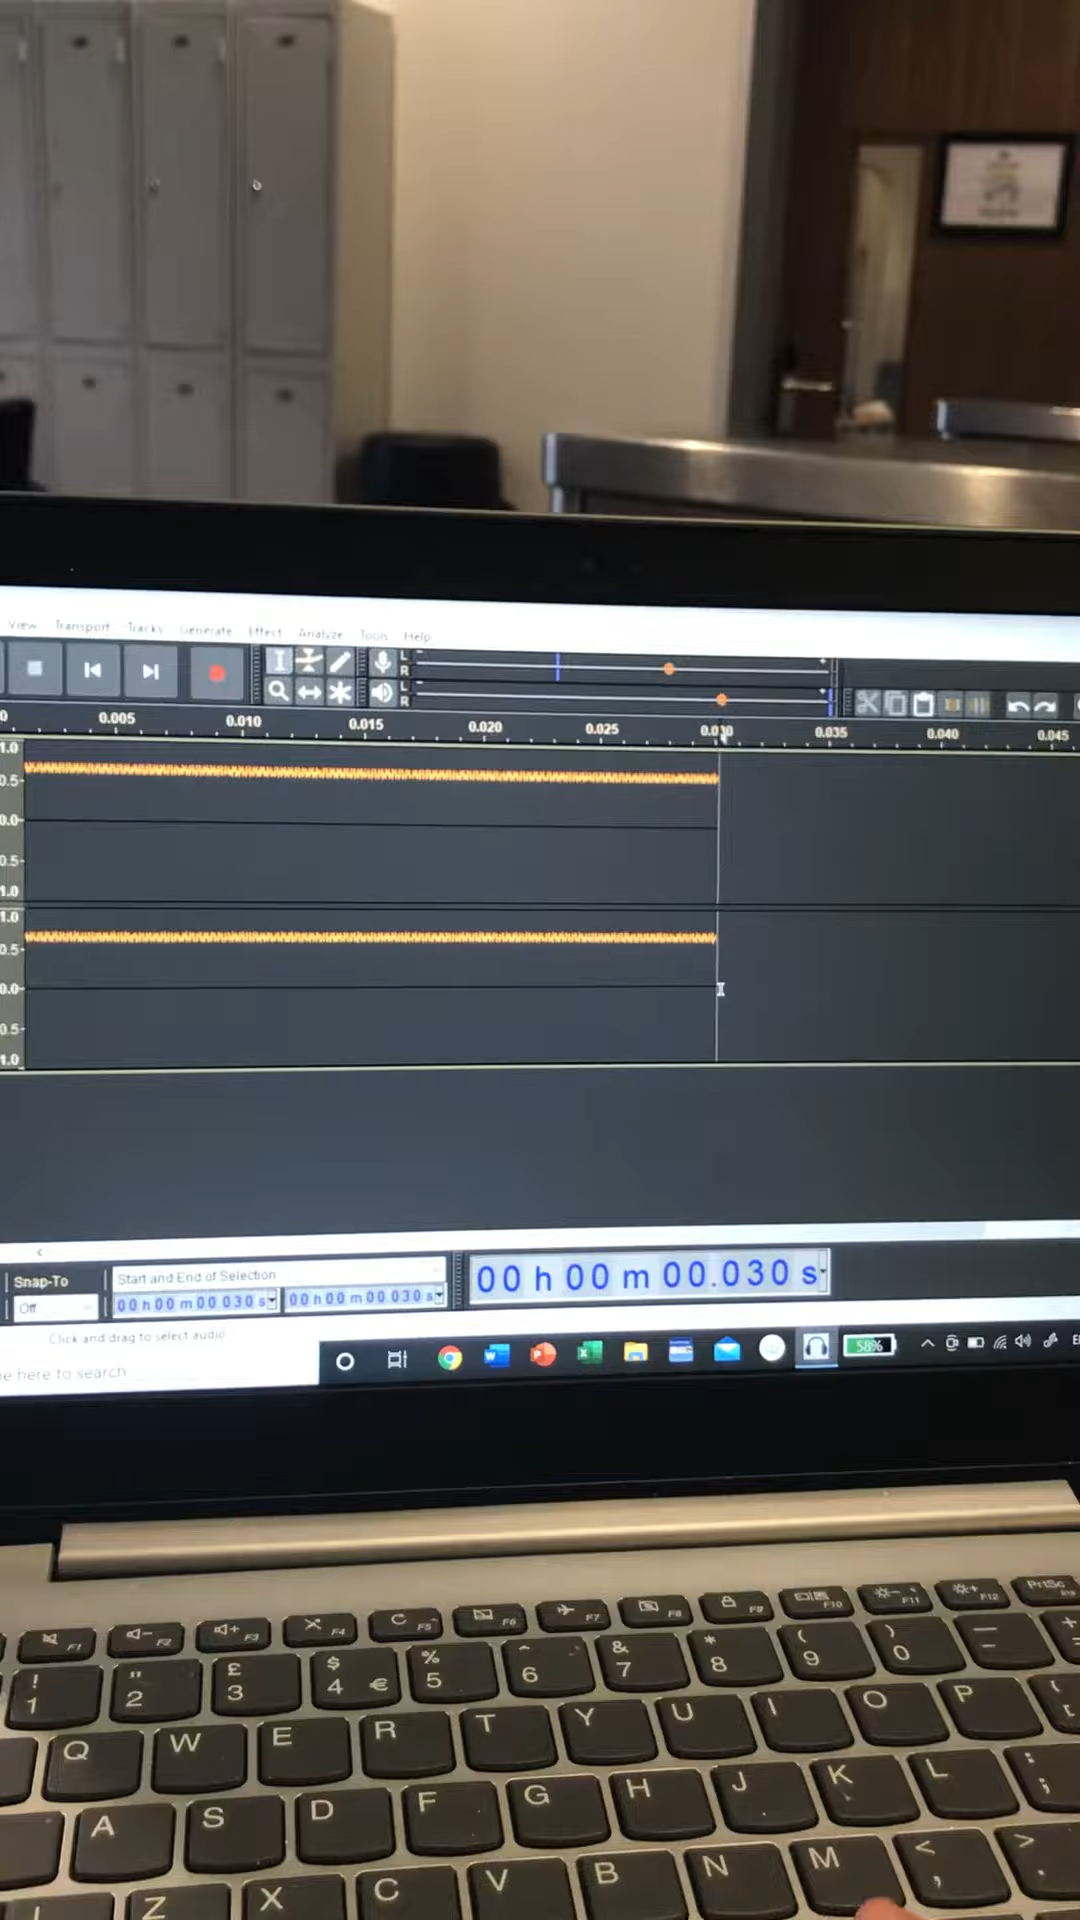 View Transport Tracks Generate Effect Analyze Tools Help
L
R
L
R
0 0.005 0.010 0.015 0.020 0.025 0.030 0.035 0.040 0.045
1.0
0.5-
0.0-
0.5-
1.0
1.0
0.5-
0.0-
0.5-
1.0
Snap-To
Start and End of Selection
Off
00 h 00 m 00.030 s
00 h 00 m 00.030 s
00 h 00 m 00.030 s
Click and drag to select audio
e here to search
58%
F1 F2 F3 F4 F5 F6 F7 F8 F9 F10 F11 F12 PrtSc
! 1 " 2 £ 3 $ 4 € % 5 ^ 6 & 7 * 8 ( 9 ) 0 — - + =
Q W E R T Y U I O P
A S D F G H J K L : ;
Z X C V B N M < , > .